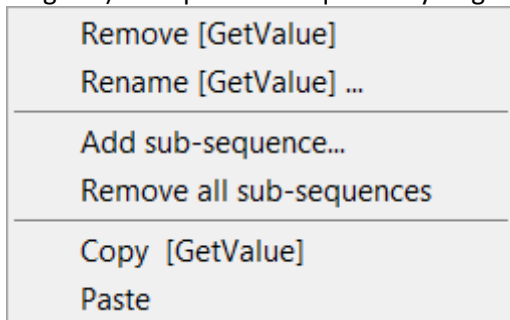 Remove [GetValue]
Rename [GetValue] ...
Add sub-sequence...
Remove all sub-sequences
Copy  [GetValue]
Paste